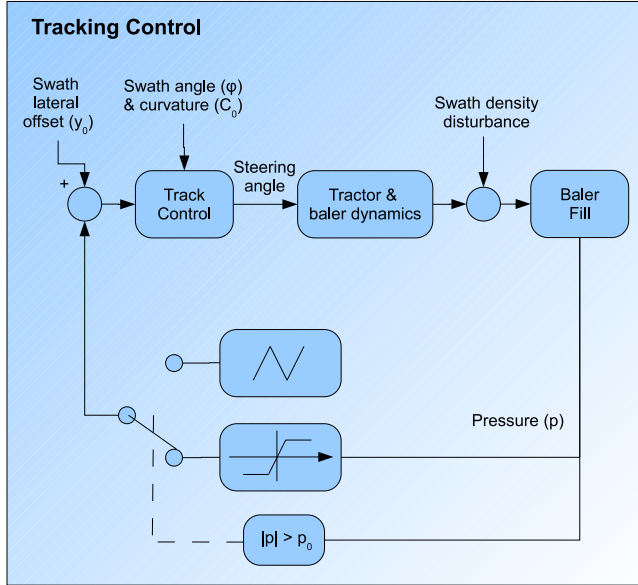 Tracking Control
Swath
lateral
offset (y₀)
Swath angle (φ)
& curvature (C₀)
Swath density
disturbance
+
Steering
angle
Track
Control
Tractor &
baler dynamics
Baler
Fill
Pressure (p)
|p| > p₀